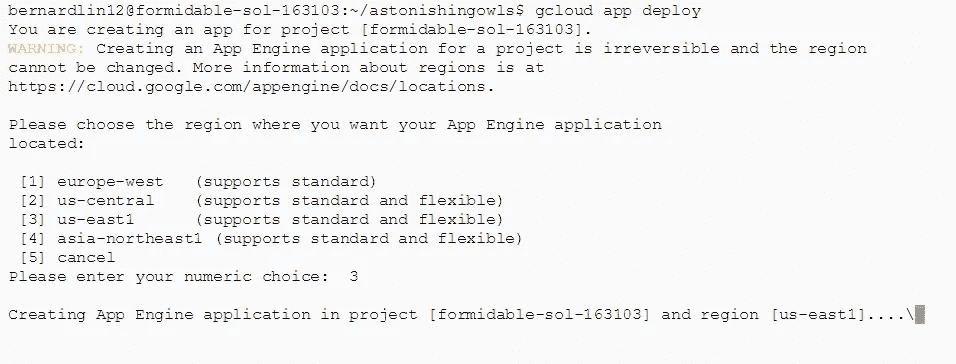 bernardlin12@formidable-sol-163103:~/astonishingowls$ gcloud app deploy
You are creating an app for project [formidable-sol-163103].
WARNING: Creating an App Engine application for a project is irreversible and the region
cannot be changed. More information about regions is at
https://cloud.google.com/appengine/docs/locations.
Please choose the region where you want your App Engine application
located:
[1] europe-west (supports standard)
[2] us-central (supports standard and flexible)
[3] us-east1 (supports standard and flexible)
[4] asia-northeast1 (supports standard and flexible)
[5] cancel
Please enter your numeric choice: 3
Creating App Engine application in project [formidable-sol-163103] and region [us-east1]....\